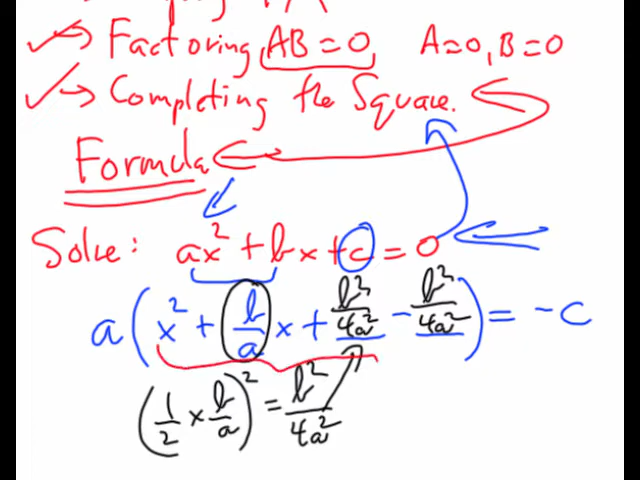 Factoring AB = 0, A = 0, B = 0
Completing the Square.
Formula
Solve: ax² + bx + c = 0
a(x² + b/a x + b²/4a² - b²/4a²) = -c
(1/2 × b/a)² = b²/4a²